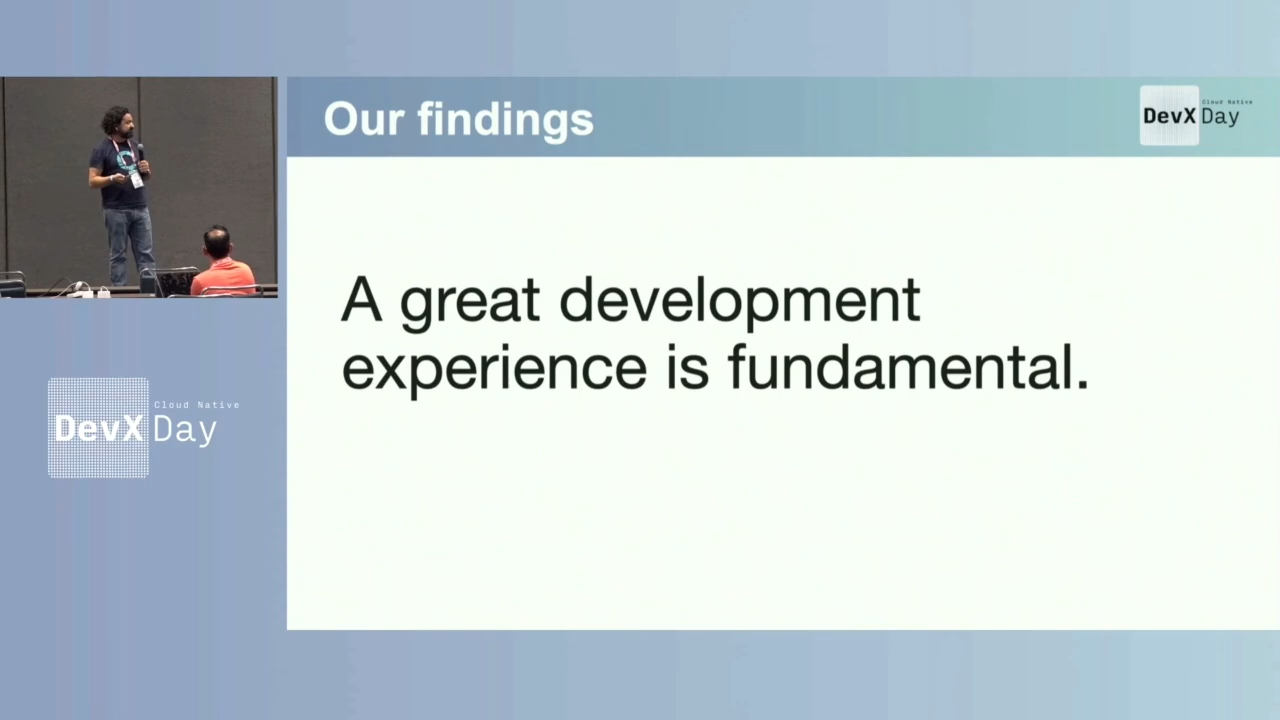 Our findings
Cloud Native
DevX Day
A great development
experience is fundamental.
Cloud Native
DevX Day